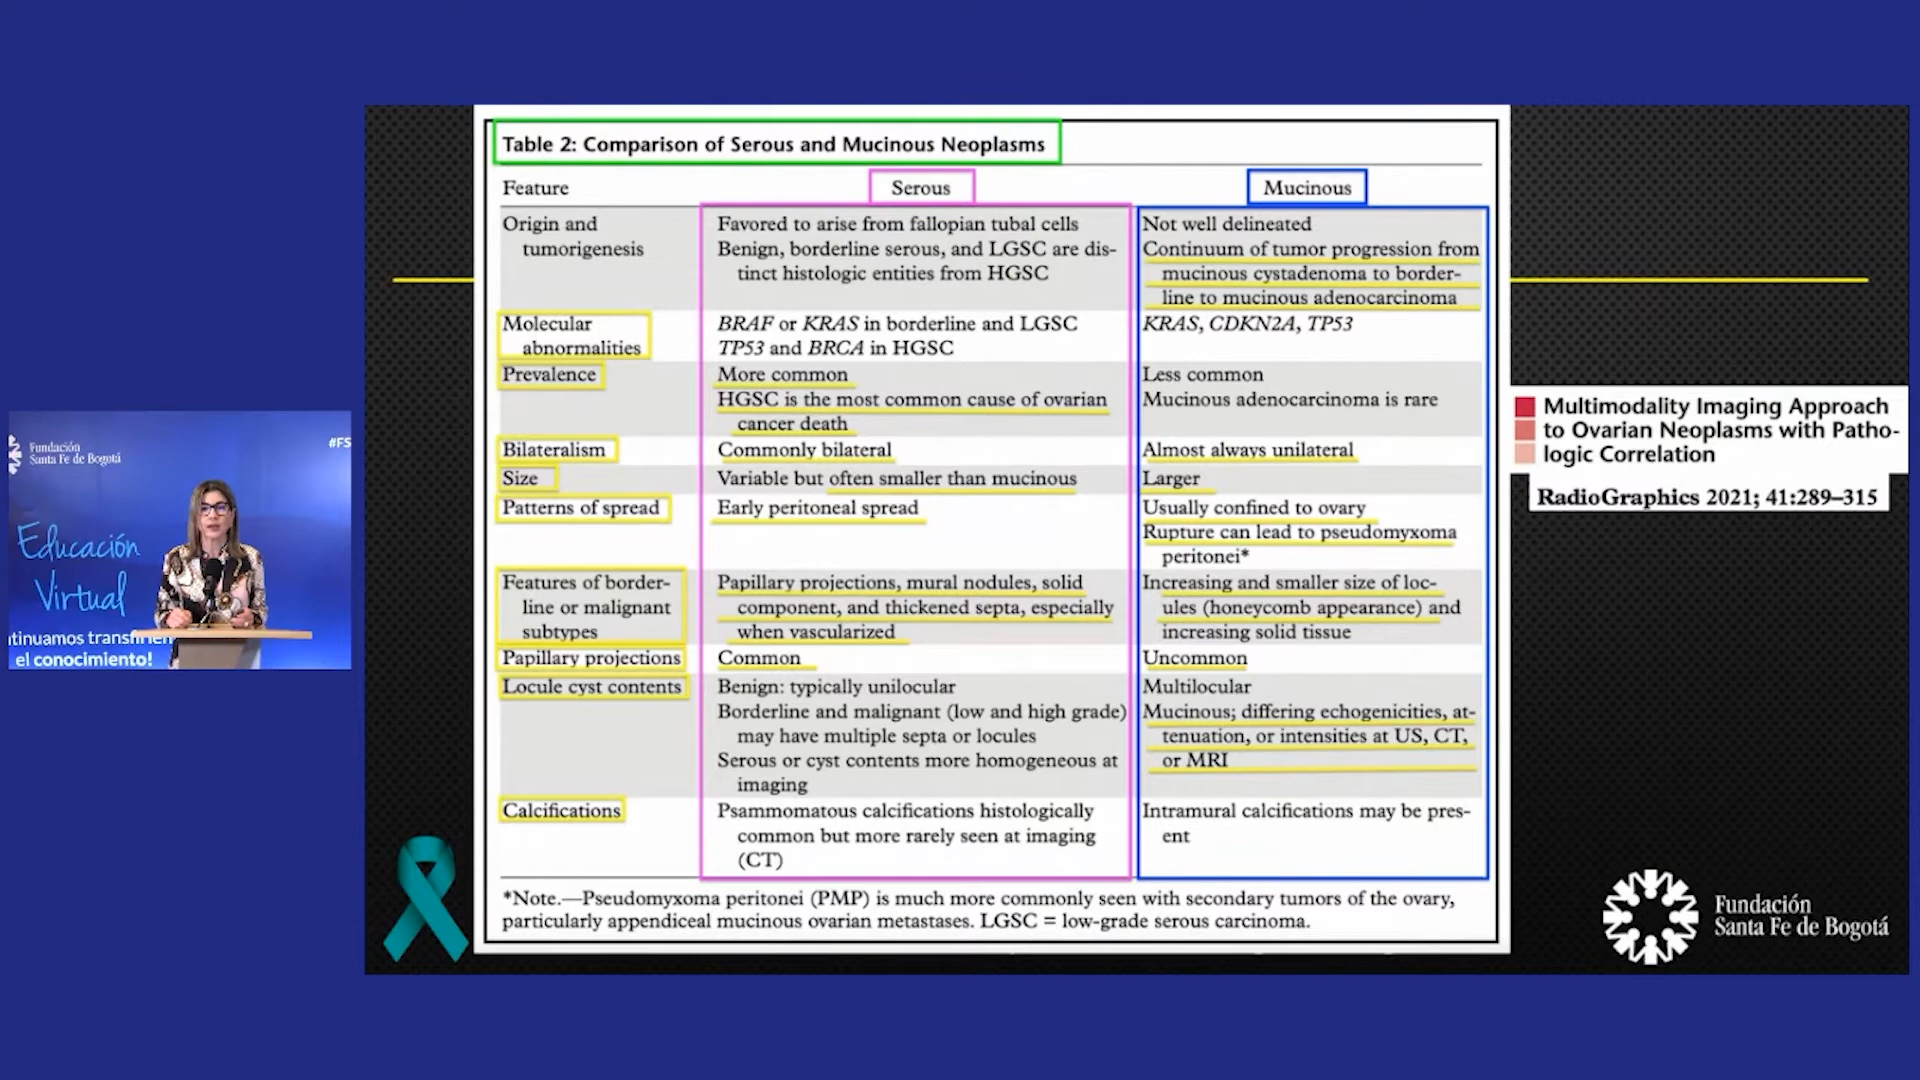 Table 2: Comparison of Serous and Mucinous Neoplasms
Feature Serous Mucinous
Origin and
tumorigenesis
Favored to arise from fallopian tubal cells
Benign, borderline serous, and LGSC are dis-
tinct histologic entities from HGSC
Not well delineated
Continuum of tumor progression from
mucinous cystadenoma to border-
line to mucinous adenocarcinoma
Molecular
abnormalities
BRAF or KRAS in borderline and LGSC
TP53 and BRCA in HGSC
KRAS, CDKN2A, TP53
Prevalence
More common
HGSC is the most common cause of ovarian
cancer death
Less common
Mucinous adenocarcinoma is rare
Bilateralism
Commonly bilateral
Almost always unilateral
Size
Variable but often smaller than mucinous
Larger
Patterns of spread
Early peritoneal spread
Usually confined to ovary
Rupture can lead to pseudomyxoma
peritonei*
Features of border-
line or malignant
subtypes
Papillary projections, mural nodules, solid
component, and thickened septa, especially
when vascularized
Increasing and smaller size of loc-
ules (honeycomb appearance) and
increasing solid tissue
Papillary projections
Common
Uncommon
Locule cyst contents
Benign: typically unilocular
Borderline and malignant (low and high grade)
may have multiple septa or locules
Serous or cyst contents more homogeneous at
imaging
Multilocular
Mucinous; differing echogenicities, at-
tenuation, or intensities at US, CT,
or MRI
Calcifications
Psammomatous calcifications histologically
common but more rarely seen at imaging
(CT)
Intramural calcifications may be pres-
ent
*Note.—Pseudomyxoma peritonei (PMP) is much more commonly seen with secondary tumors of the ovary,
particularly appendiceal mucinous ovarian metastases. LGSC = low-grade serous carcinoma.
Multimodality Imaging Approach
to Ovarian Neoplasms with Patho-
logic Correlation
RadioGraphics 2021; 41:289–315
Fundación
Santa Fe de Bogotá
Fundación
Santa Fe de Bogotá
#FS
Educación
Virtual
el conocimiento!